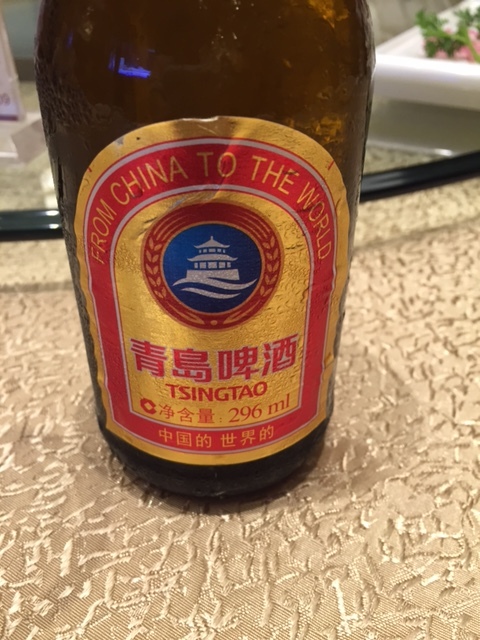 FROM CHINA TO THE WORLD
青島啤酒
TSINGTAO
净含量: 296 ml
中国的 世界的